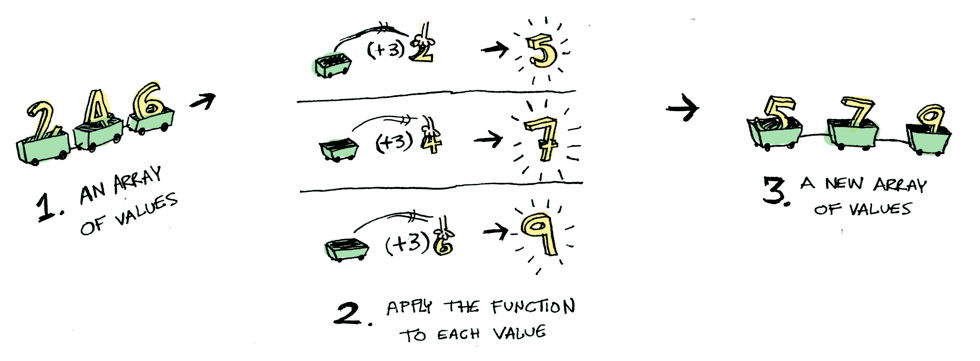 2 4 6
1. AN ARRAY
OF VALUES
(+3) 2 5
(+3) 4 7
(+3) 6 9
2. APPLY THE FUNCTION
TO EACH VALUE
5 7 9
3. A NEW ARRAY
OF VALUES